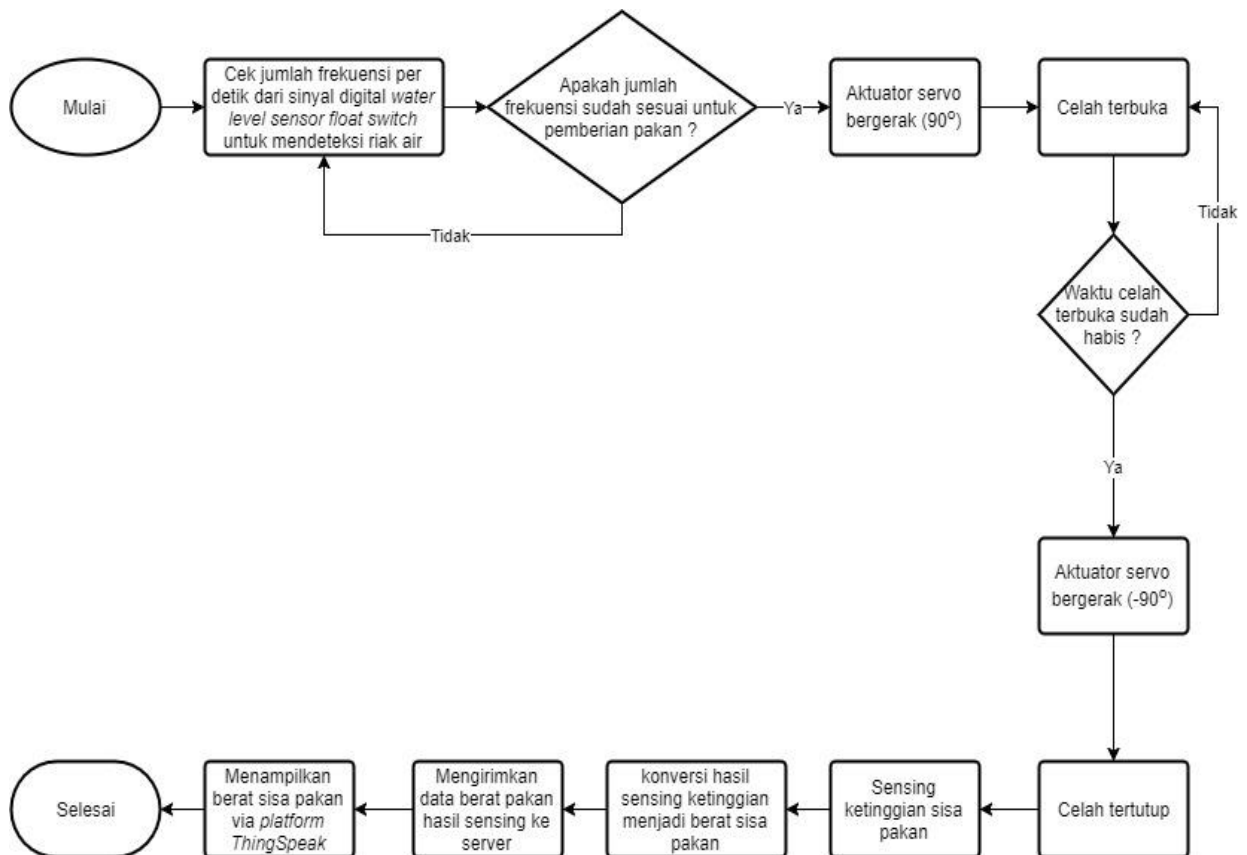 Mulai
Cek jumlah frekuensi per
detik dari sinyal digital water
level sensor float switch
untuk mendeteksi riak air
Apakah jumlah
frekuensi sudah sesuai untuk
pemberian pakan ?
Ya
Tidak
Aktuator servo
bergerak (90°)
Celah terbuka
Tidak
Waktu celah
terbuka sudah
habis ?
Ya
Aktuator servo
bergerak (-90°)
Celah tertutup
Sensing
ketinggian sisa
pakan
konversi hasil
sensing ketinggian
menjadi berat sisa
pakan
Mengirimkan
data berat pakan
hasil sensing ke
server
Menampilkan
berat sisa pakan
via platform
ThingSpeak
Selesai